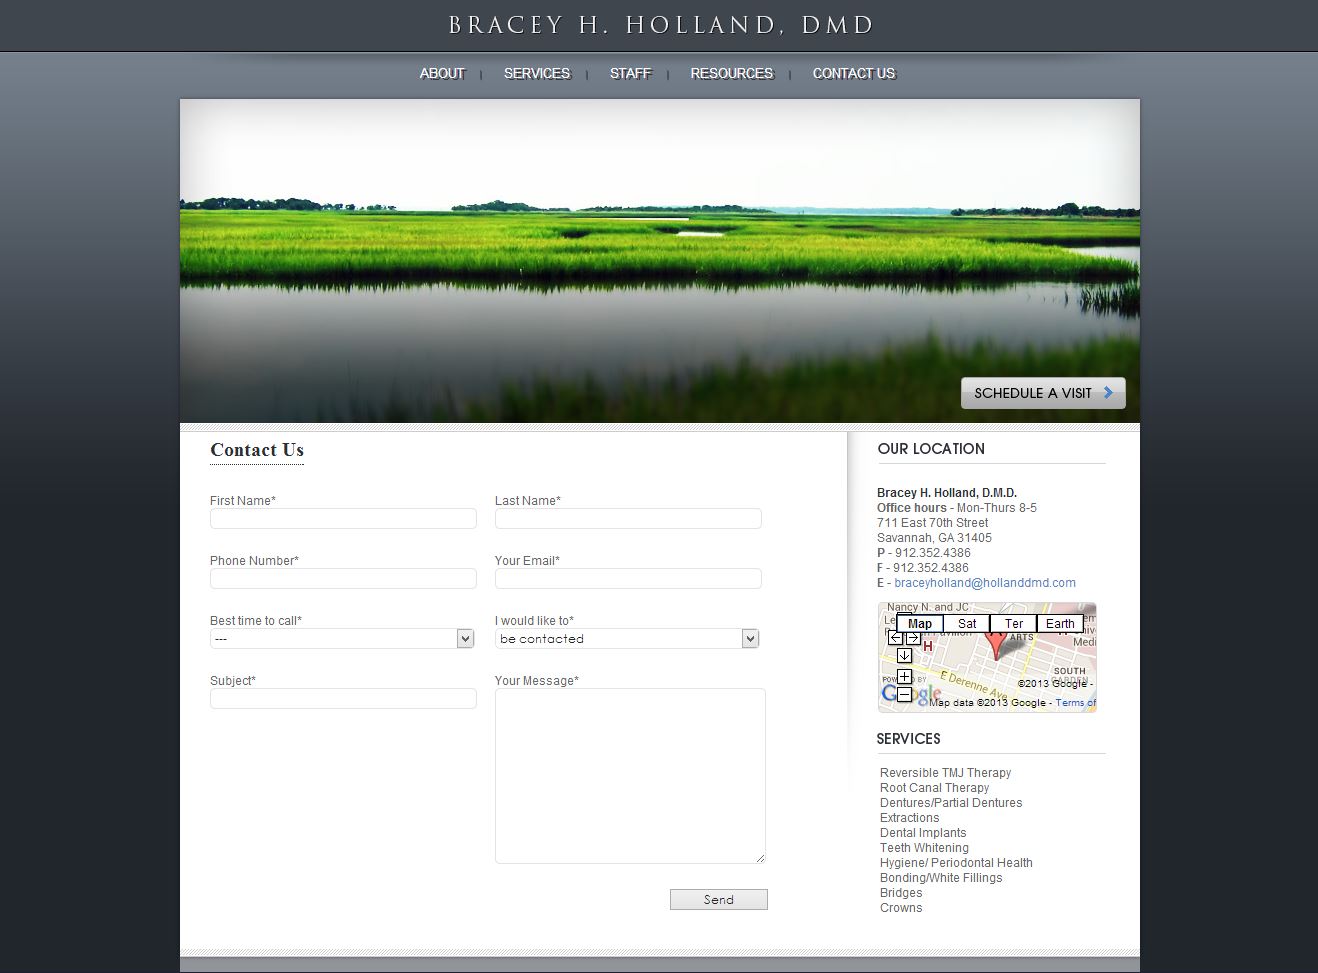 BRACEY H. HOLLAND, DMD
ABOUT | SERVICES | STAFF | RESOURCES | CONTACT US
SCHEDULE A VISIT
Contact Us
First Name*
Last Name*
Phone Number*
Your Email*
Best time to call*
I would like to*
---
be contacted
Subject*
Your Message*
Send
OUR LOCATION
Bracey H. Holland, D.M.D.
Office hours - Mon-Thurs 8-5
711 East 70th Street
Savannah, GA 31405
P - 912.352.4386
F - 912.352.4386
E - braceyholland@hollanddmd.com
Nancy N. and JC
Map
Sat
Ter
Earth
ARTS
H
SOUTH
E Derenne Ave
©2013 Google -
Google
Map data ©2013 Google - Terms of
SERVICES
Reversible TMJ Therapy
Root Canal Therapy
Dentures/Partial Dentures
Extractions
Dental Implants
Teeth Whitening
Hygiene/ Periodontal Health
Bonding/White Fillings
Bridges
Crowns